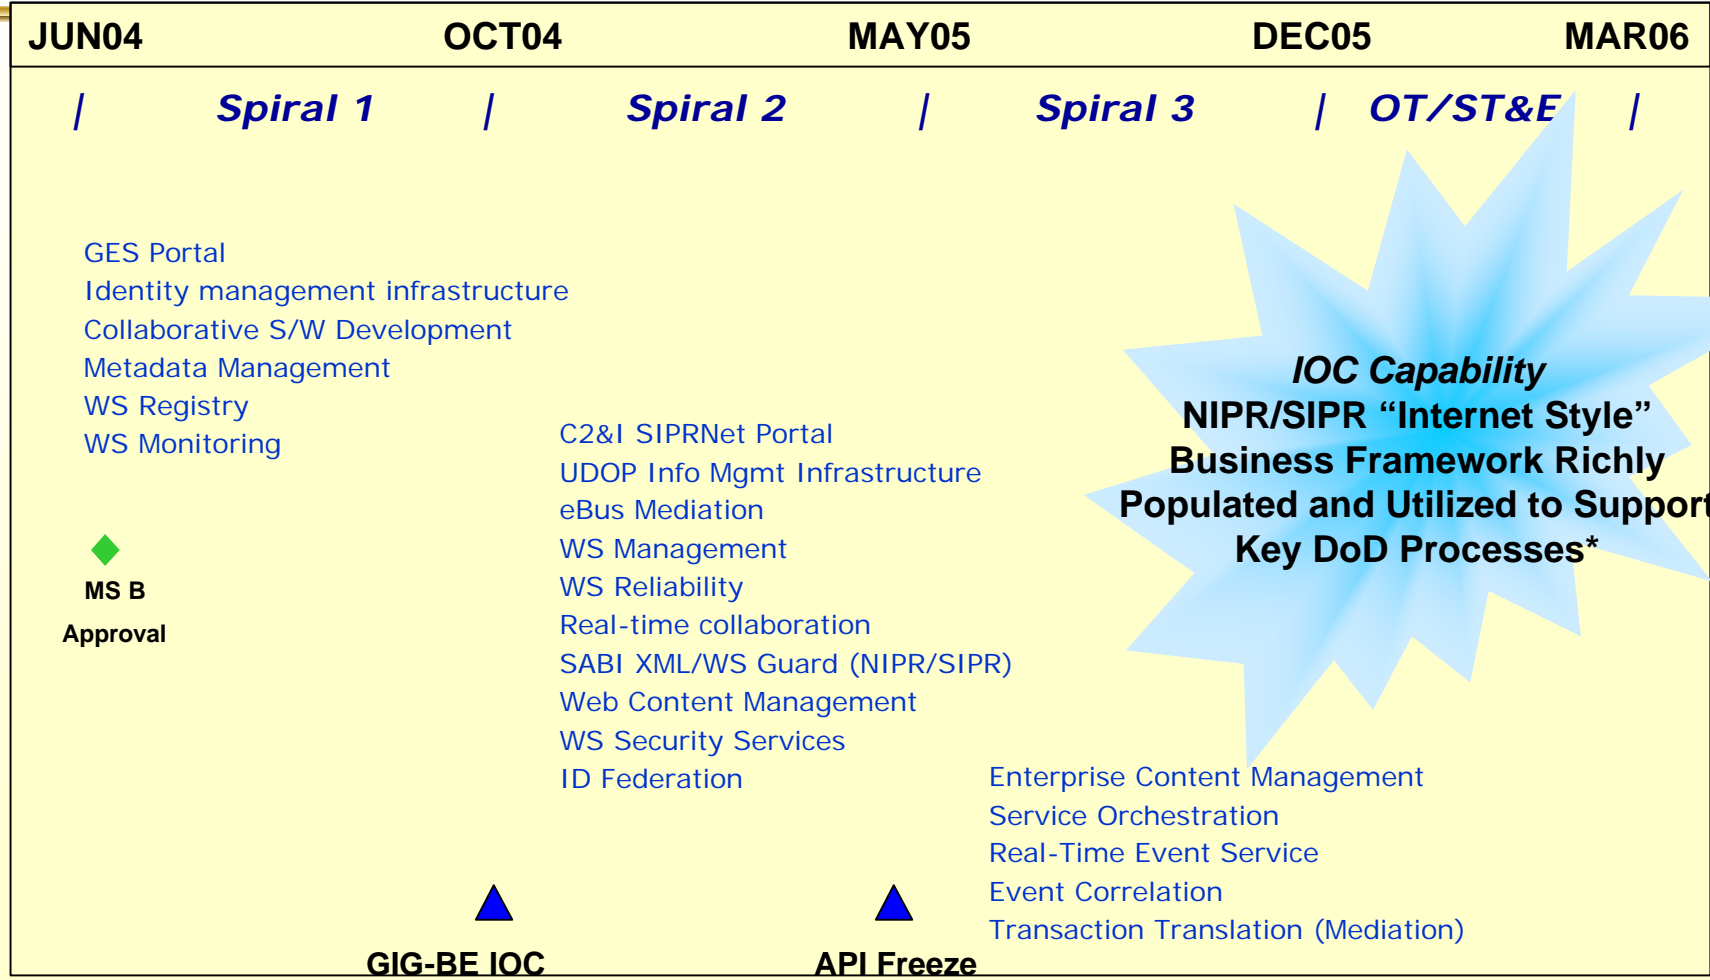 JUN04 OCT04 MAY05 DEC05 MAR06
| Spiral 1 | Spiral 2 | Spiral 3 | OT/ST&E |
GES Portal
Identity management infrastructure
Collaborative S/W Development
Metadata Management
WS Registry
WS Monitoring
MS B
Approval
C2&I SIPRNet Portal
UDOP Info Mgmt Infrastructure
eBus Mediation
WS Management
WS Reliability
Real-time collaboration
SABI XML/WS Guard (NIPR/SIPR)
Web Content Management
WS Security Services
ID Federation
IOC Capability
NIPR/SIPR “Internet Style”
Business Framework Richly
Populated and Utilized to Support
Key DoD Processes*
Enterprise Content Management
Service Orchestration
Real-Time Event Service
Event Correlation
Transaction Translation (Mediation)
GIG-BE IOC
API Freeze